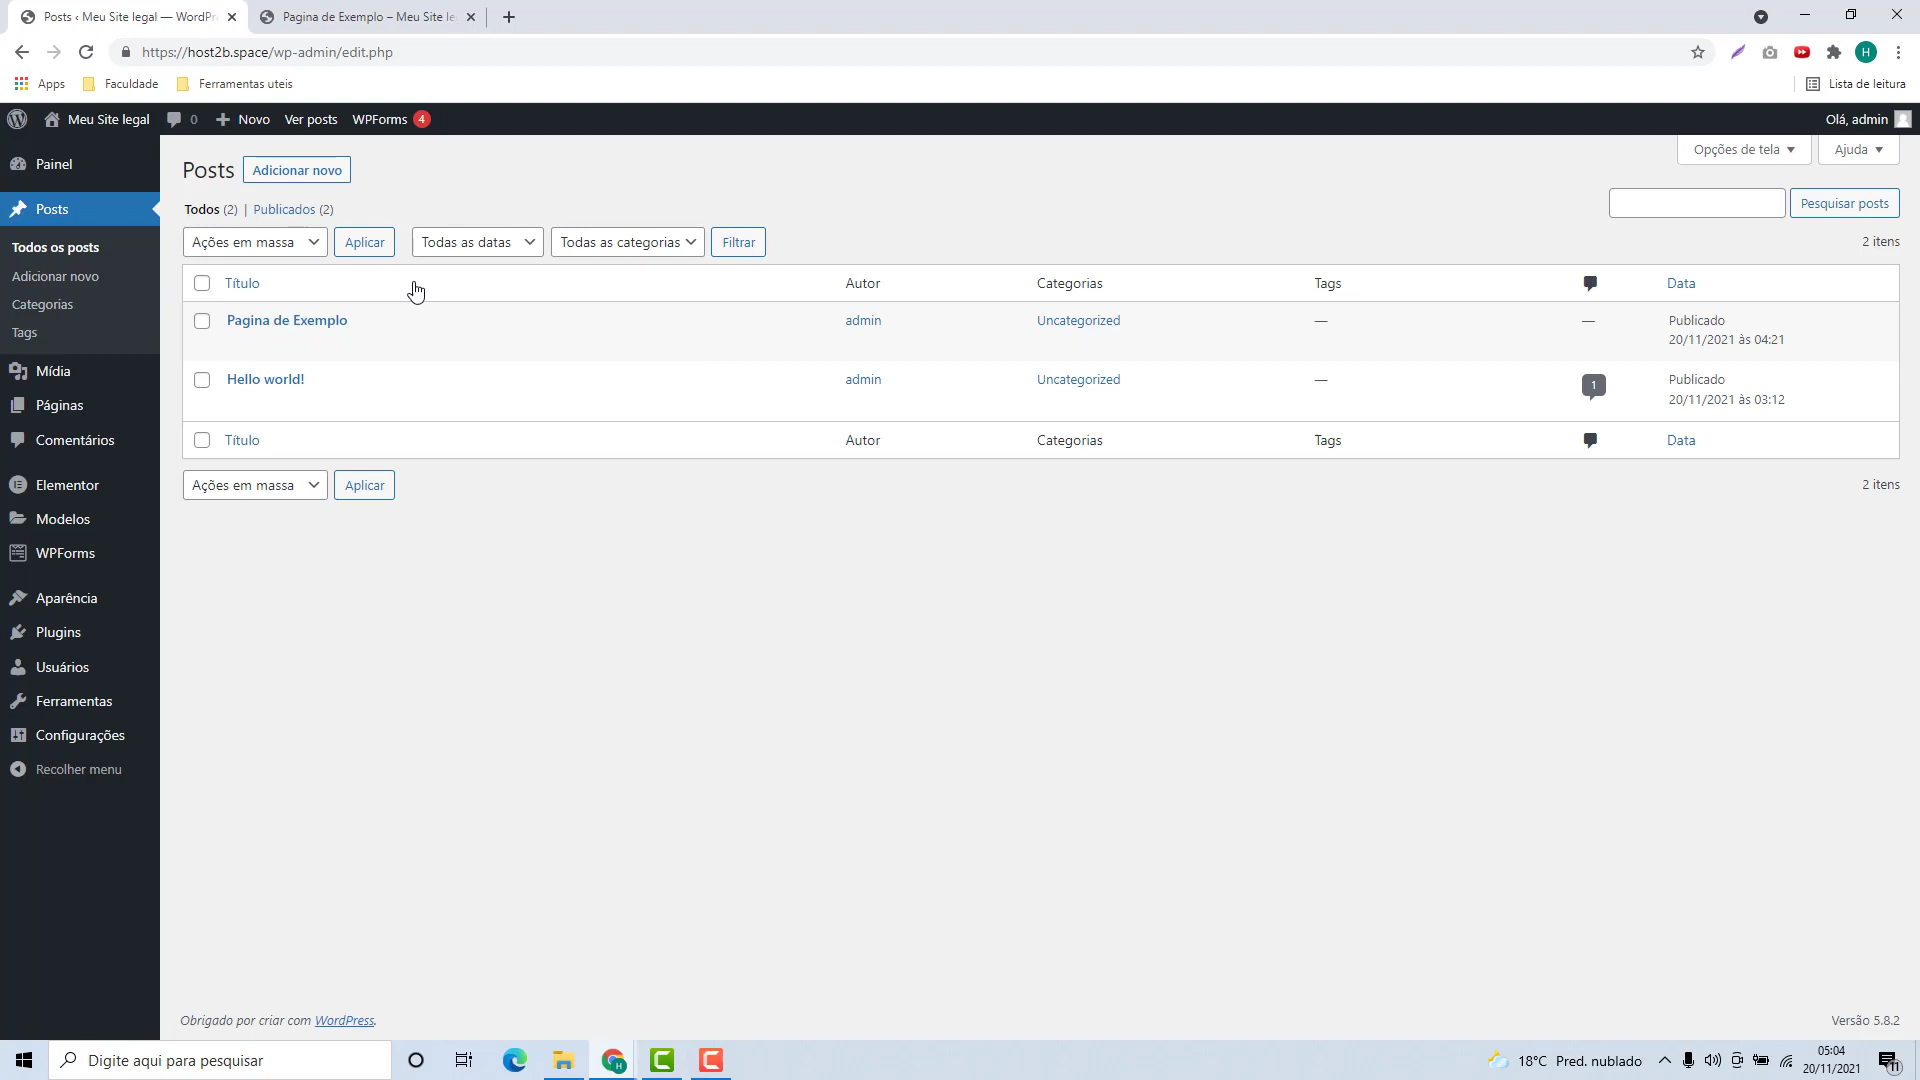 Posts ‹ Meu Site legal — WordPr
Pagina de Exemplo – Meu Site le
https://host2b.space/wp-admin/edit.php
H
Apps
Faculdade
Ferramentas uteis
Lista de leitura
Meu Site legal
0
Novo
Ver posts
WPForms
4
Olá, admin
Painel
Posts
Todos os posts
Adicionar novo
Categorias
Tags
Mídia
Páginas
Comentários
Elementor
Modelos
WPForms
Aparência
Plugins
Usuários
Ferramentas
Configurações
Recolher menu
Opções de tela
Ajuda
Posts
Adicionar novo
Todos (2) | Publicados (2)
Pesquisar posts
Ações em massa
Aplicar
Todas as datas
Todas as categorias
Filtrar
2 itens
Título
Autor
Categorias
Tags
Data
Pagina de Exemplo
admin
Uncategorized
—
—
Publicado
20/11/2021 às 04:21
Hello world!
admin
Uncategorized
—
1
Publicado
20/11/2021 às 03:12
Título
Autor
Categorias
Tags
Data
Ações em massa
Aplicar
2 itens
Obrigado por criar com WordPress.
Versão 5.8.2
Digite aqui para pesquisar
H
18°C Pred. nublado
05:04
20/11/2021
11